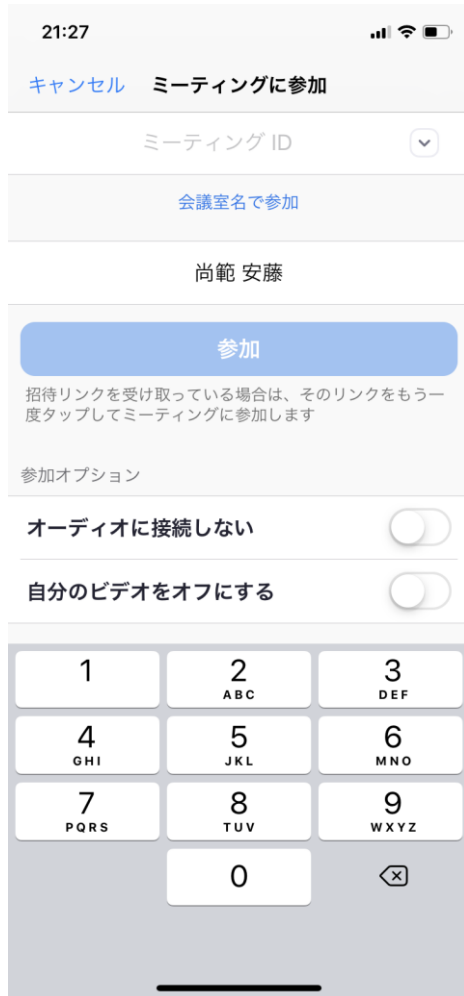 21:27
キャンセル ミーティングに参加
ミーティング ID
会議室名で参加
尚範 安藤
参加
招待リンクを受け取っている場合は、そのリンクをもう一
度タップしてミーティングに参加します
参加オプション
オーディオに接続しない
自分のビデオをオフにする
1 2 3
ABC DEF
4 5 6
GHI JKL MNO
7 8 9
PQRS TUV WXYZ
0